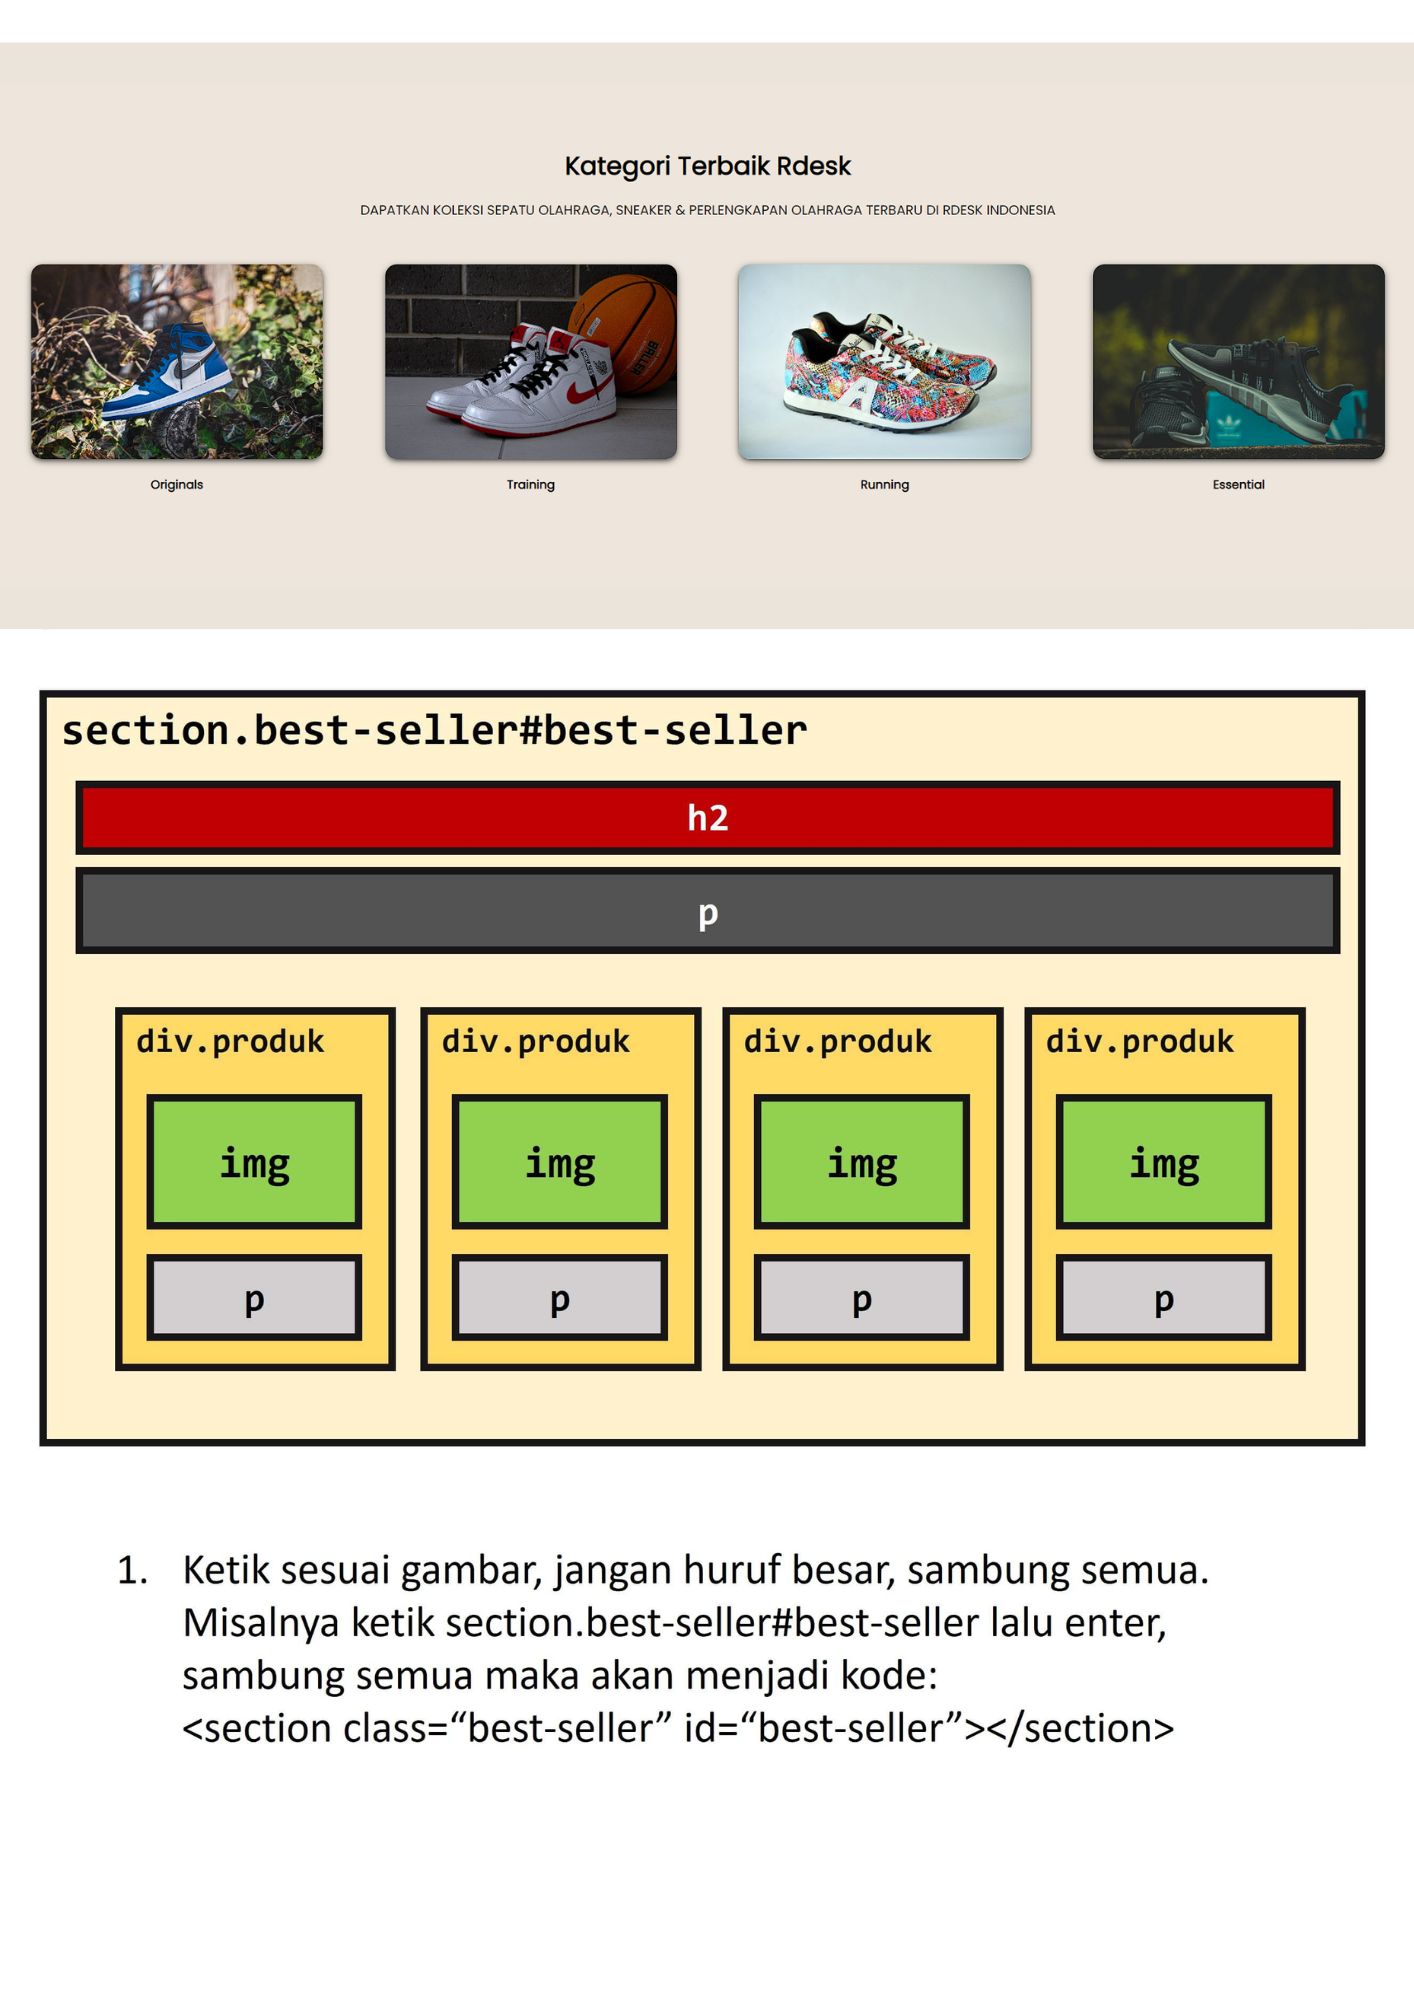 Kategori Terbaik Rdesk
DAPATKAN KOLEKSI SEPATU OLAHRAGA, SNEAKER & PERLENGKAPAN OLAHRAGA TERBARU DI RDESK INDONESIA
Originals
Training
Running
Essential
section.best-seller#best-seller
h2
p
div.produk
div.produk
div.produk
div.produk
img
img
img
img
p
p
p
p
1. Ketik sesuai gambar, jangan huruf besar, sambung semua.
Misalnya ketik section.best-seller#best-seller lalu enter,
sambung semua maka akan menjadi kode:
<section class=“best-seller” id=“best-seller”></section>